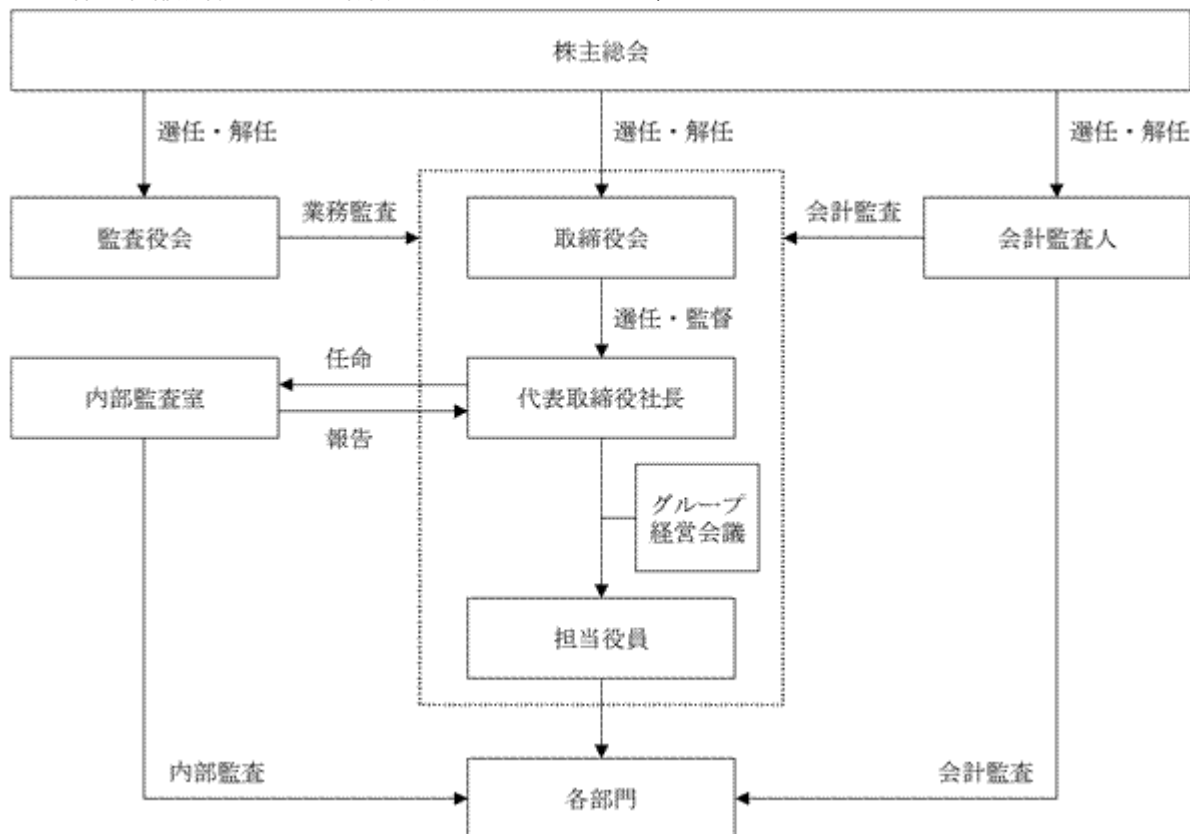 株主総会
選任・解任
選任・解任
選任・解任
監査役会
業務監査
取締役会
会計監査
会計監査人
選任・監督
内部監査室
任命
報告
代表取締役社長
グループ
経営会議
担当役員
内部監査
各部門
会計監査